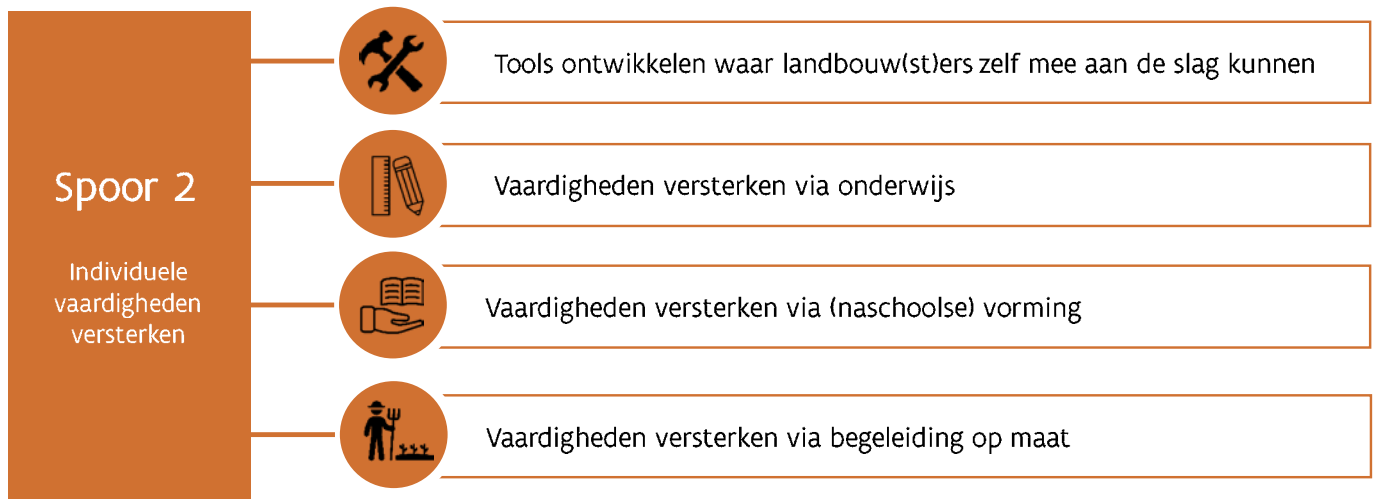 Spoor 2
Individuele
vaardigheden
versterken
Tools ontwikkelen waar landbouw(st)ers zelf mee aan de slag kunnen
Vaardigheden versterken via onderwijs
Vaardigheden versterken via (naschoolse) vorming
Vaardigheden versterken via begeleiding op maat